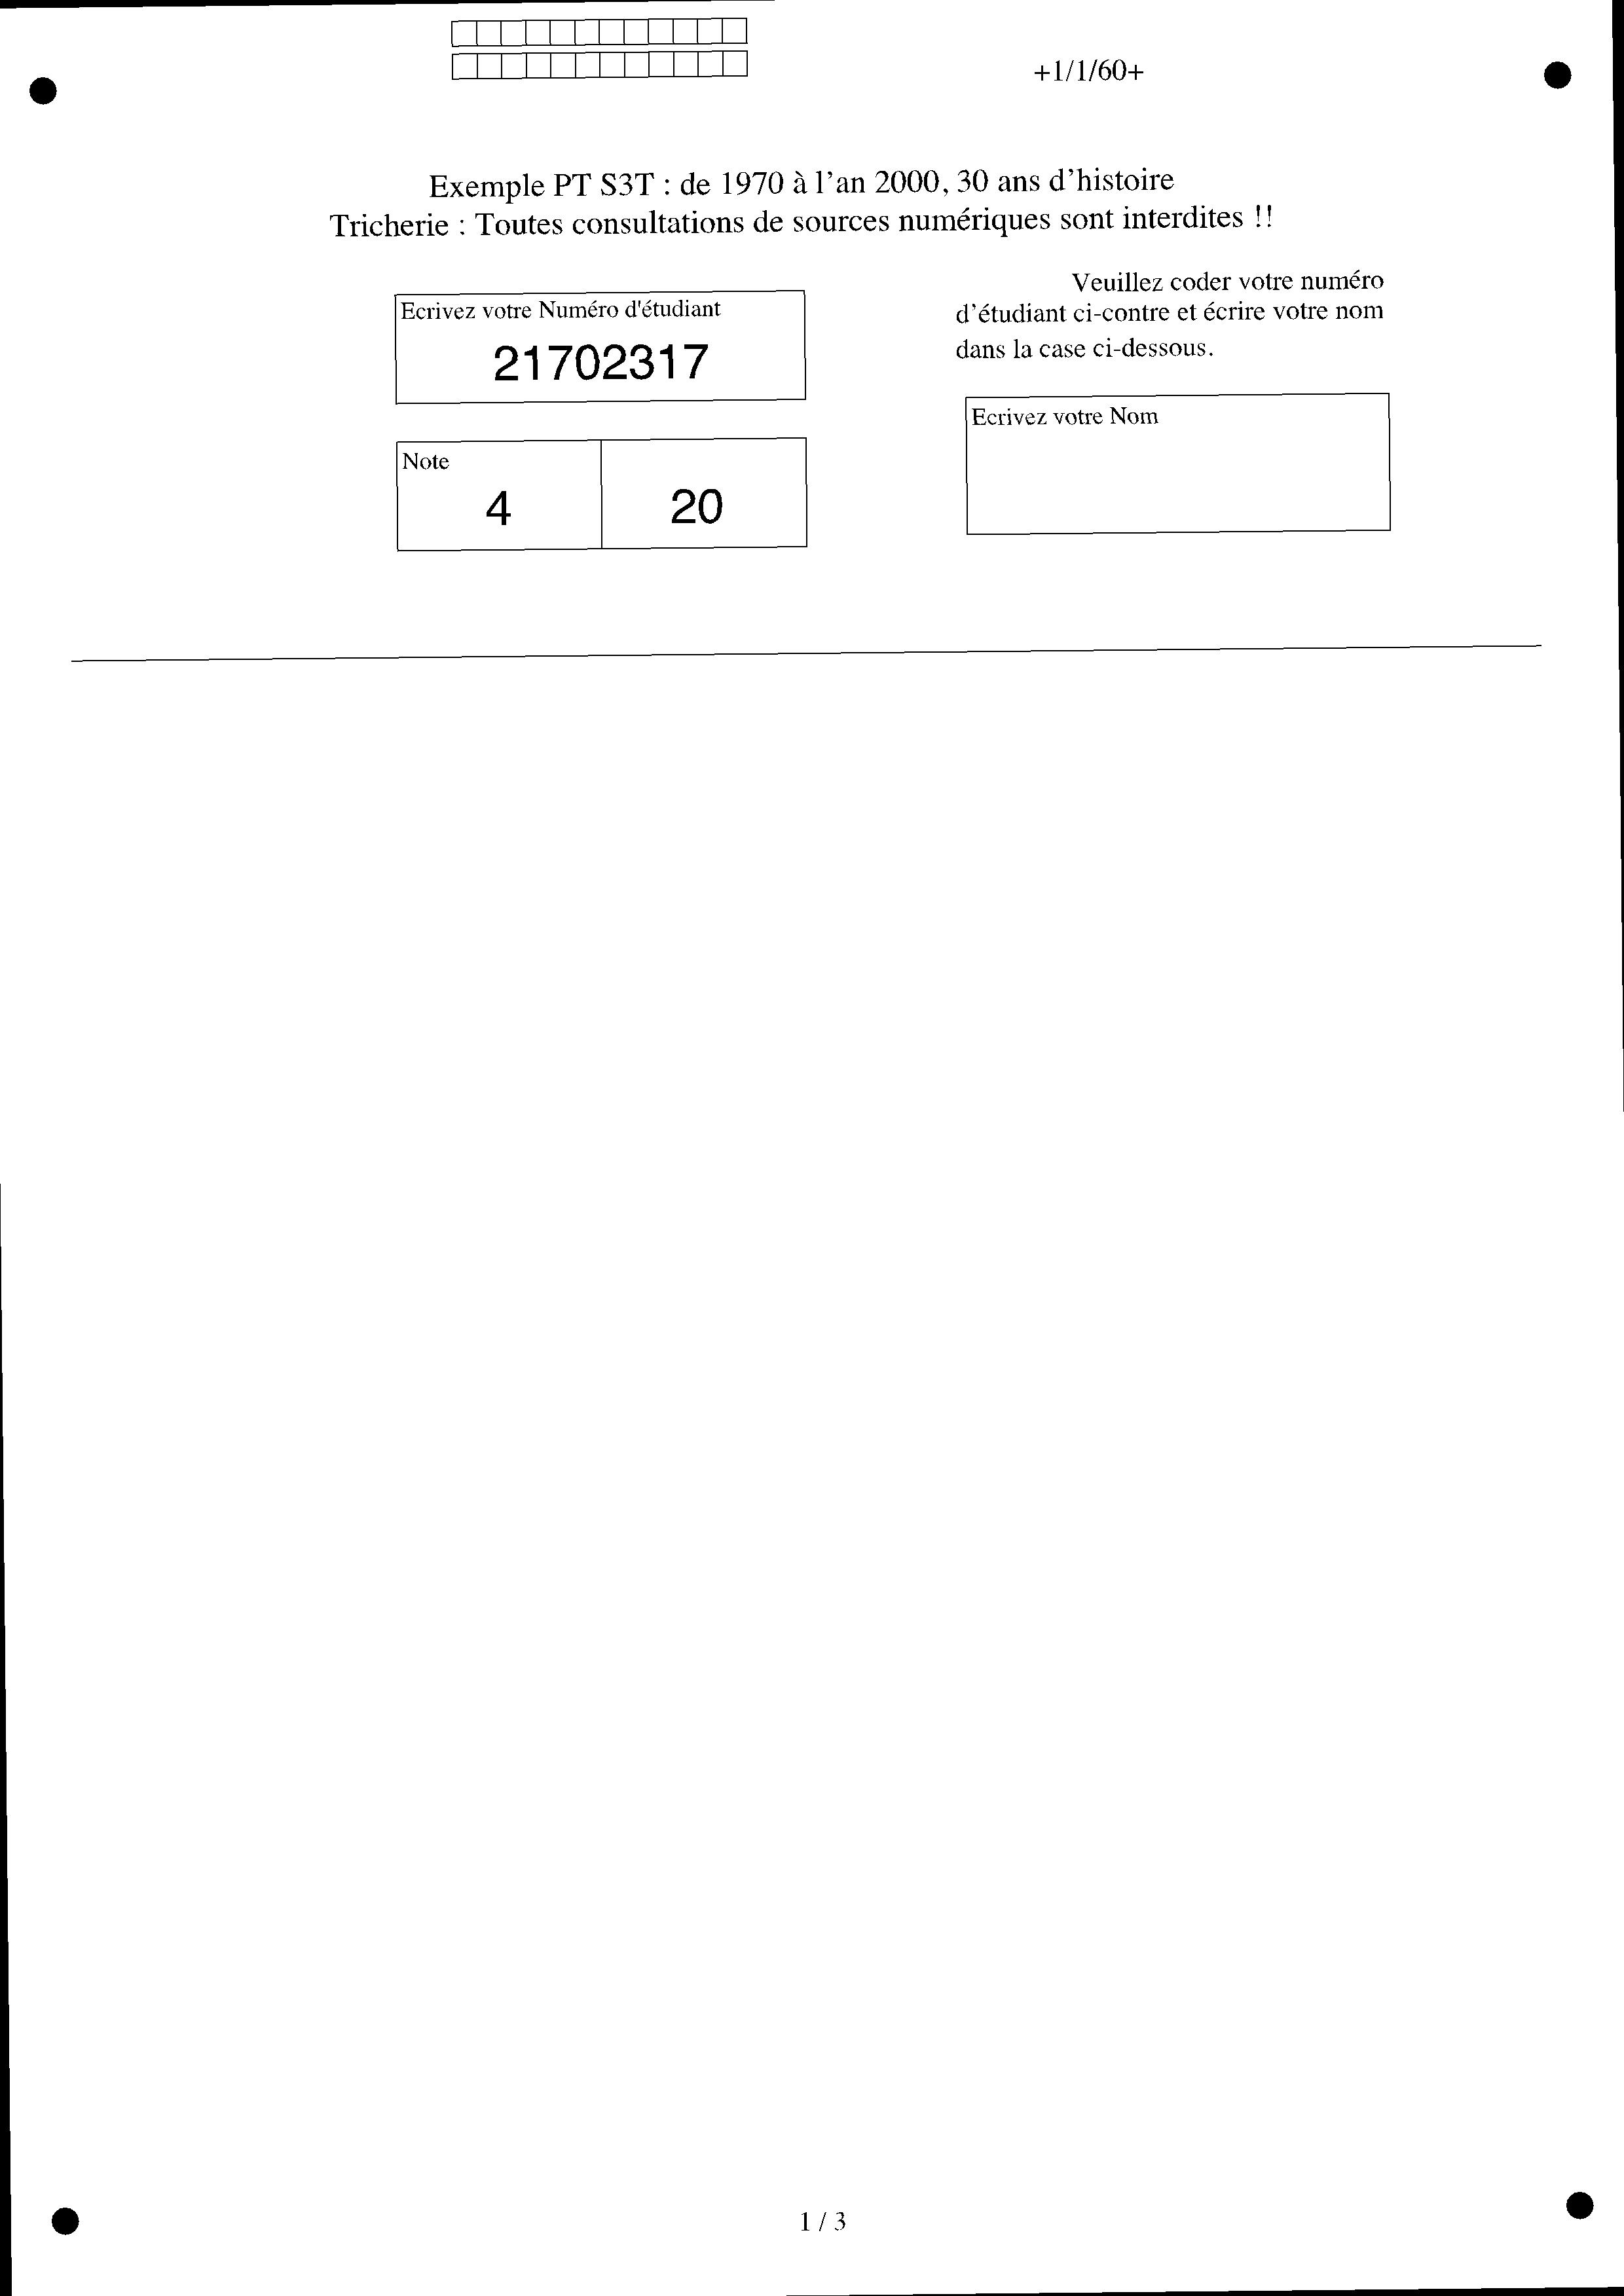 +1/1/60+
Exemple PT S3T : de 1970 à l'an 2000, 30 ans d'histoire
Tricherie : Toutes consultations de sources numériques sont interdites !!
Ecrivez votre Numéro d'étudiant
21702317
Note
4 20
Veuillez coder votre numéro
d'étudiant ci-contre et écrire votre nom
dans la case ci-dessous.
Ecrivez votre Nom
1 / 3